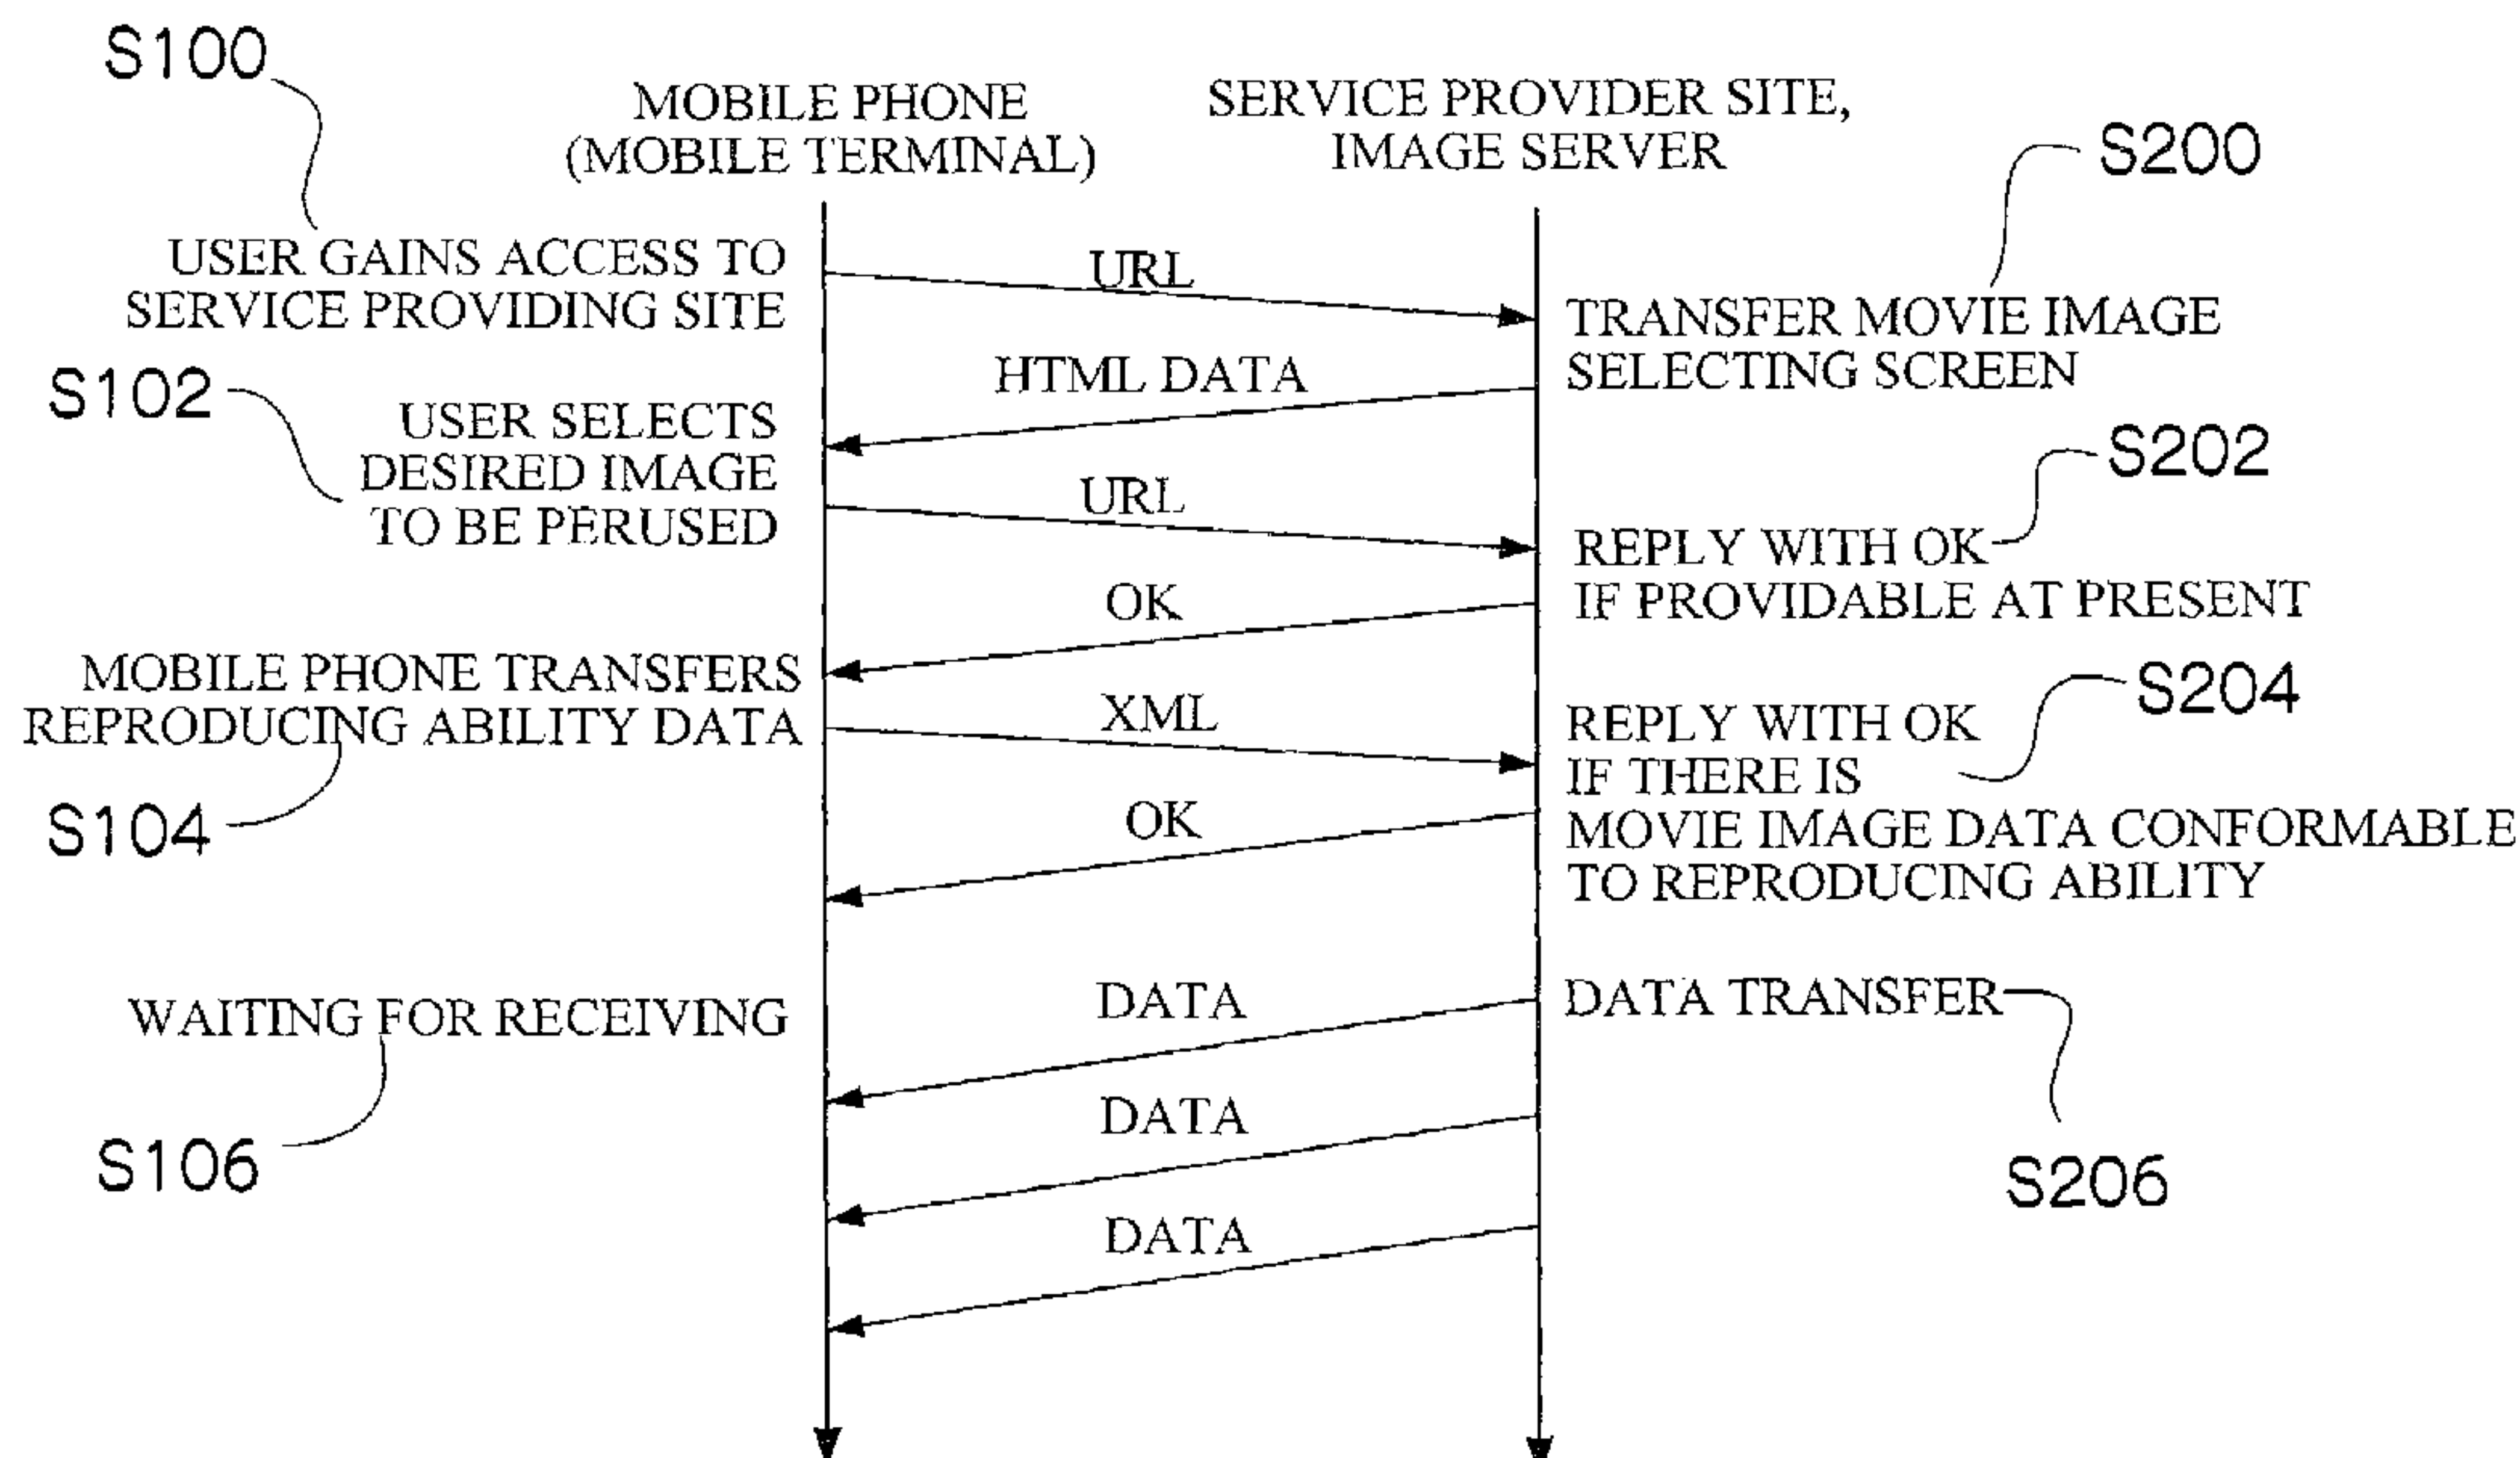 S100
MOBILE PHONE
(MOBILE TERMINAL)
SERVICE PROVIDER SITE,
IMAGE SERVER
S200
USER GAINS ACCESS TO
SERVICE PROVIDING SITE
URL
TRANSFER MOVIE IMAGE
SELECTING SCREEN
HTML DATA
S102
USER SELECTS
DESIRED IMAGE
TO BE PERUSED
S202
URL
REPLY WITH OK
IF PROVIDABLE AT PRESENT
OK
MOBILE PHONE TRANSFERS
REPRODUCING ABILITY DATA
S204
XML
REPLY WITH OK
IF THERE IS
MOVIE IMAGE DATA CONFORMABLE
TO REPRODUCING ABILITY
S104
OK
WAITING FOR RECEIVING
DATA
DATA TRANSFER
DATA
S106
S206
DATA